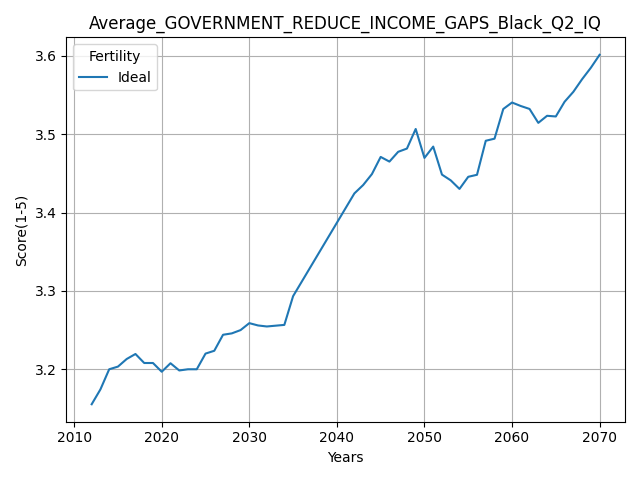 Average_GOVERNMENT_REDUCE_INCOME_GAPS_Black_Q2_IQ
Fertility
Ideal
Score(1-5)
3.6
3.5
3.4
3.3
3.2
2010 2020 2030 2040 2050 2060 2070
Years